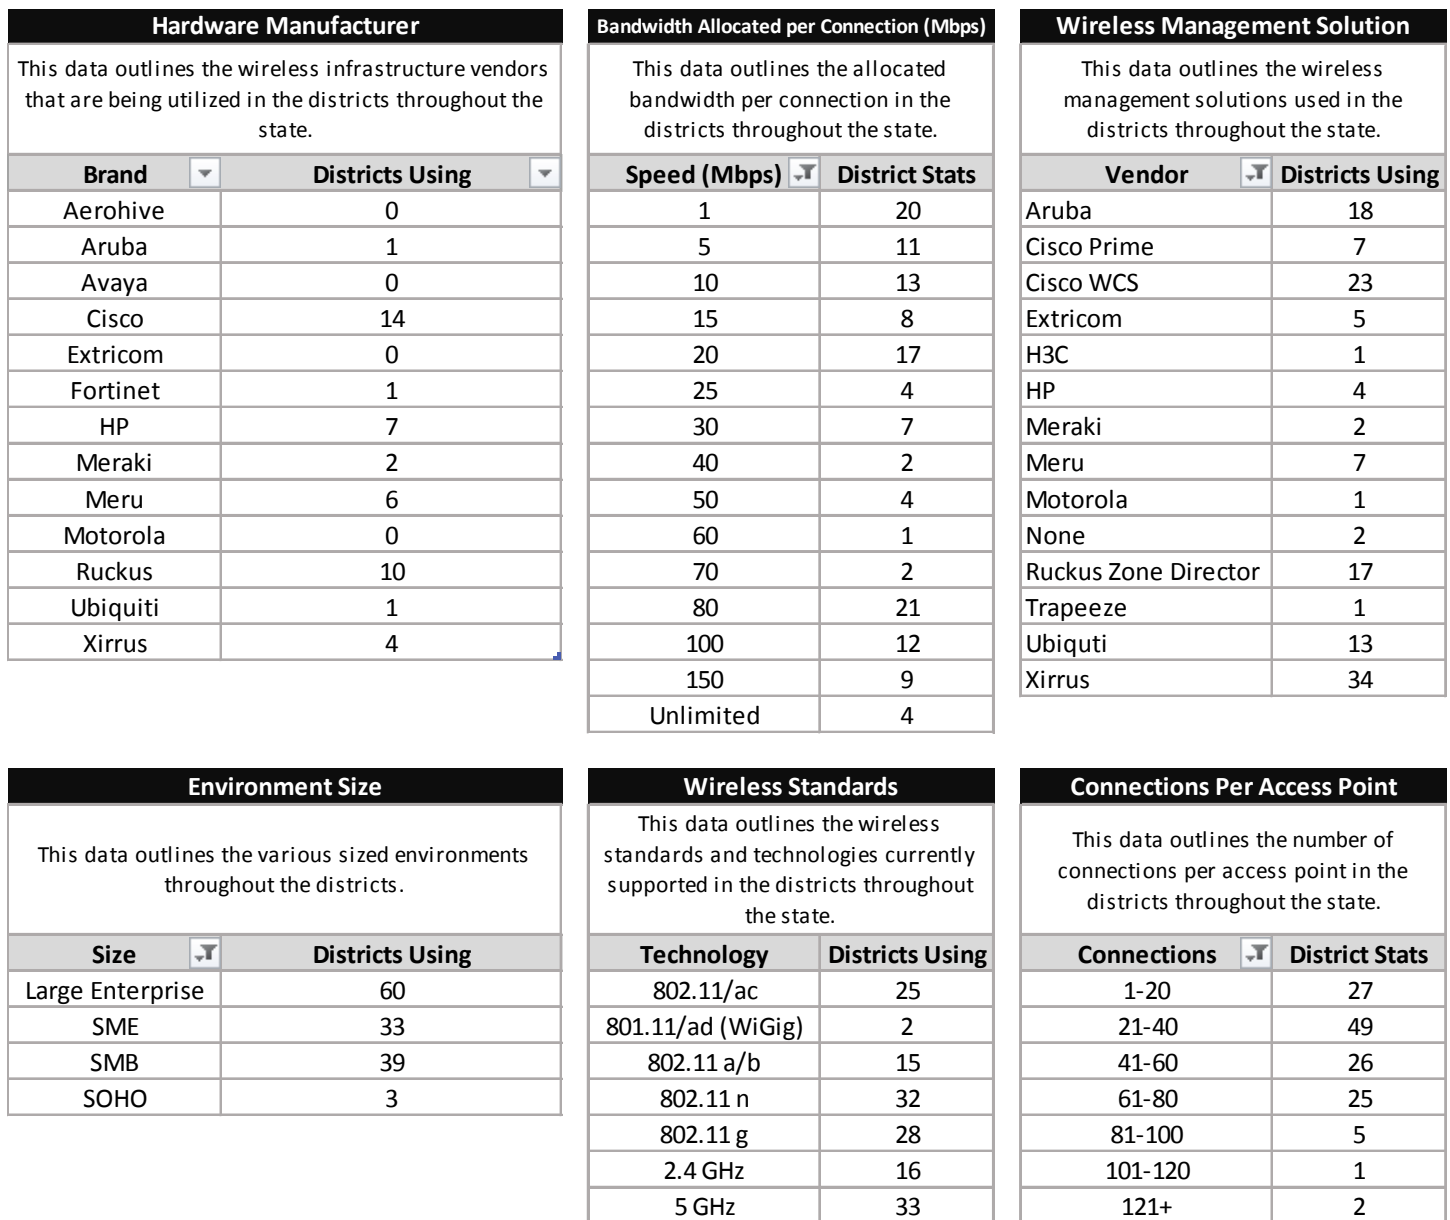 Hardware Manufacturer
This data outlines the wireless infrastructure vendors
that are being utilized in the districts throughout the
state.
Brand Districts Using
Aerohive 0
Aruba 1
Avaya 0
Cisco 14
Extricom 0
Fortinet 1
HP 7
Meraki 2
Meru 6
Motorola 0
Ruckus 10
Ubiquiti 1
Xirrus 4
Bandwidth Allocated per Connection (Mbps)
This data outlines the allocated
bandwidth per connection in the
districts throughout the state.
Speed (Mbps) District Stats
1 20
5 11
10 13
15 8
20 17
25 4
30 7
40 2
50 4
60 1
70 2
80 21
100 12
150 9
Unlimited 4
Wireless Management Solution
This data outlines the wireless
management solutions used in the
districts throughout the state.
Vendor Districts Using
Aruba 18
Cisco Prime 7
Cisco WCS 23
Extricom 5
H3C 1
HP 4
Meraki 2
Meru 7
Motorola 1
None 2
Ruckus Zone Director 17
Trapeeze 1
Ubiquti 13
Xirrus 34
Environment Size
This data outlines the various sized environments
throughout the districts.
Size Districts Using
Large Enterprise 60
SME 33
SMB 39
SOHO 3
Wireless Standards
This data outlines the wireless
standards and technologies currently
supported in the districts throughout
the state.
Technology Districts Using
802.11/ac 25
801.11/ad (WiGig) 2
802.11 a/b 15
802.11 n 32
802.11 g 28
2.4 GHz 16
5 GHz 33
Connections Per Access Point
This data outlines the number of
connections per access point in the
districts throughout the state.
Connections District Stats
1-20 27
21-40 49
41-60 26
61-80 25
81-100 5
101-120 1
121+ 2